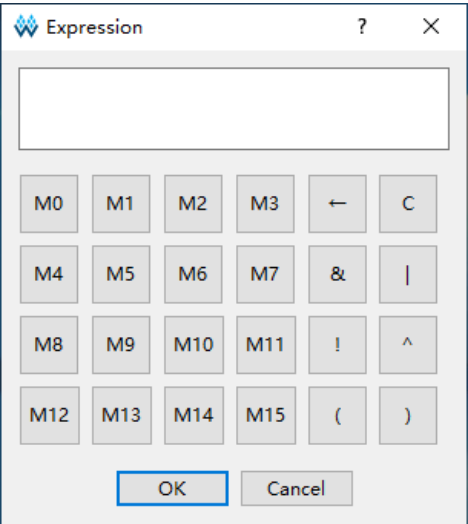 Expression ? ×
M0 M1 M2 M3 ← C
M4 M5 M6 M7 & |
M8 M9 M10 M11 ! ^
M12 M13 M14 M15 ( )
OK Cancel